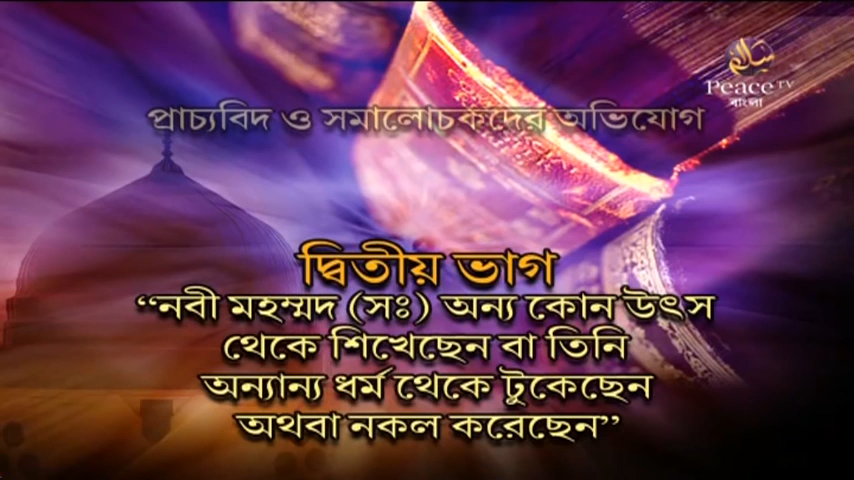 Peace TV
বাংলা
প্রাচ্যবিদ ও সমালোচকদের অভিযোগ
দ্বিতীয় ভাগ
“নবী মহম্মদ (সঃ) অন্য কোন উৎস
থেকে শিখেছেন বা তিনি
অন্যান্য ধর্ম থেকে টুকেছেন
অথবা নকল করেছেন”